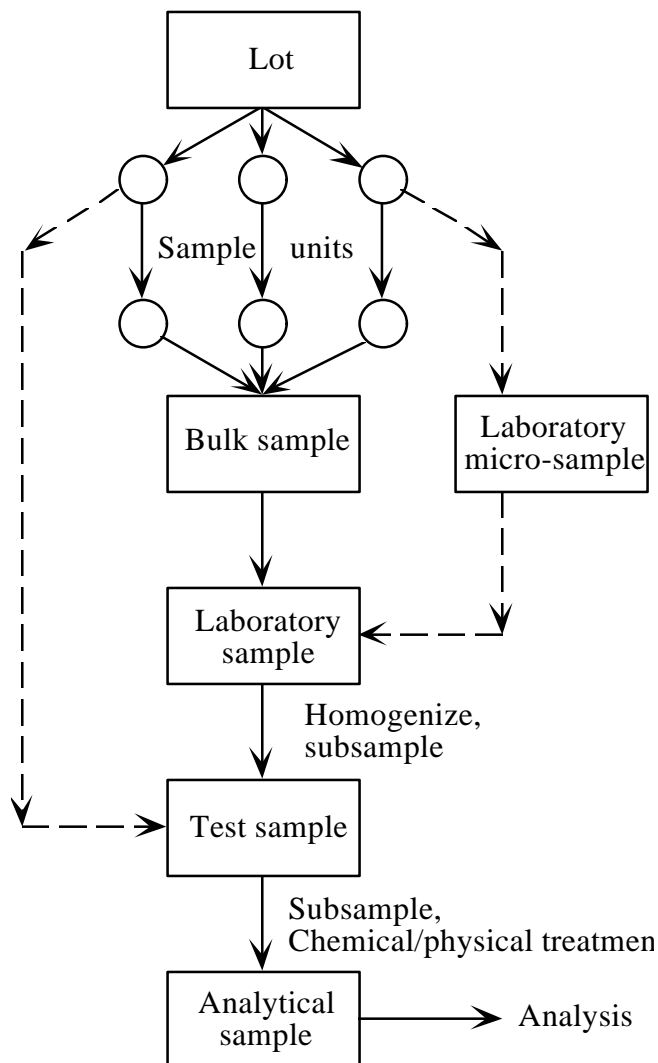 Lot
Sample units
Bulk sample
Laboratory
micro-sample
Laboratory
sample
Homogenize,
subsample
Test sample
Subsample,
Chemical/physical treatmen
Analytical
sample
Analysis